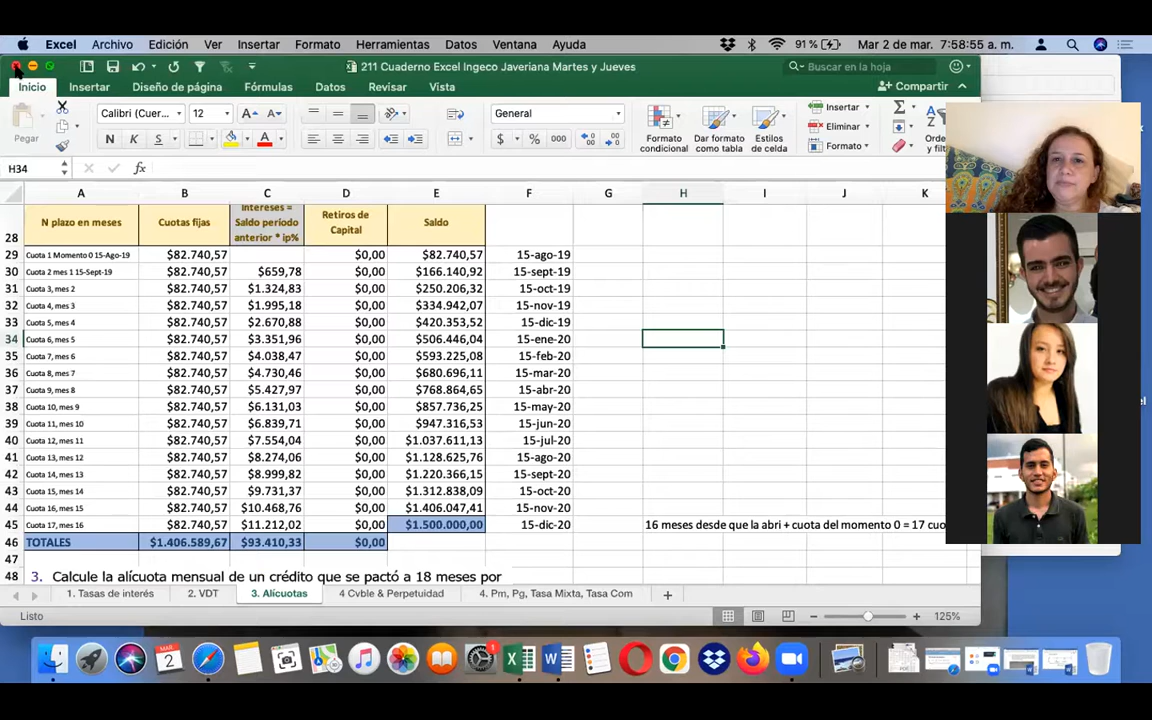 Excel Archivo Edición Ver Insertar Formato Herramientas Datos Ventana Ayuda 91 % Mar 2 de mar. 7:58:55 a. m.
211 Cuaderno Excel Ingeco Javeriana Martes y Jueves Buscar en la hoja
Inicio Insertar Diseño de página Fórmulas Datos Revisar Vista Compartir
Pegar Calibri (Cuer... 12 General Formato condicional Dar formato como tabla Estilos de celda Insertar Eliminar Formato Orde y filt
N K S $ % 000
H34 fx
A B C D E F G H I J K
28 N plazo en meses Cuotas fijas Intereses = Saldo período anterior * ip% Retiros de Capital Saldo
29 Cuota 1 Momento 0 15-Ago-19 $82.740,57 $0,00 $82.740,57 15-ago-19
30 Cuota 2 mes 1 15-Sept-19 $82.740,57 $659,78 $0,00 $166.140,92 15-sept-19
31 Cuota 3, mes 2 $82.740,57 $1.324,83 $0,00 $250.206,32 15-oct-19
32 Cuota 4, mes 3 $82.740,57 $1.995,18 $0,00 $334.942,07 15-nov-19
33 Cuota 5, mes 4 $82.740,57 $2.670,88 $0,00 $420.353,52 15-dic-19
34 Cuota 6, mes 5 $82.740,57 $3.351,96 $0,00 $506.446,04 15-ene-20
35 Cuota 7, mes 6 $82.740,57 $4.038,47 $0,00 $593.225,08 15-feb-20
36 Cuota 8, mes 7 $82.740,57 $4.730,46 $0,00 $680.696,11 15-mar-20
37 Cuota 9, mes 8 $82.740,57 $5.427,97 $0,00 $768.864,65 15-abr-20
38 Cuota 10, mes 9 $82.740,57 $6.131,03 $0,00 $857.736,25 15-may-20
39 Cuota 11, mes 10 $82.740,57 $6.839,71 $0,00 $947.316,53 15-jun-20
40 Cuota 12, mes 11 $82.740,57 $7.554,04 $0,00 $1.037.611,13 15-jul-20
41 Cuota 13, mes 12 $82.740,57 $8.274,06 $0,00 $1.128.625,76 15-ago-20
42 Cuota 14, mes 13 $82.740,57 $8.999,82 $0,00 $1.220.366,15 15-sept-20
43 Cuota 15, mes 14 $82.740,57 $9.731,37 $0,00 $1.312.838,09 15-oct-20
44 Cuota 16, mes 15 $82.740,57 $10.468,76 $0,00 $1.406.047,41 15-nov-20
45 Cuota 17, mes 16 $82.740,57 $11.212,02 $0,00 $1.500.000,00 15-dic-20 16 meses desde que la abri + cuota del momento 0 = 17 cuo
46 TOTALES $1.406.589,67 $93.410,33 $0,00
47
48 3. Calcule la alícuota mensual de un crédito que se pactó a 18 meses por
1. Tasas de interés 2. VDT 3. Alícuotas 4 Cvble & Perpetuidad 4. Pm, Pg, Tasa Mixta, Tasa Com +
Listo 125%
MAR 2 1